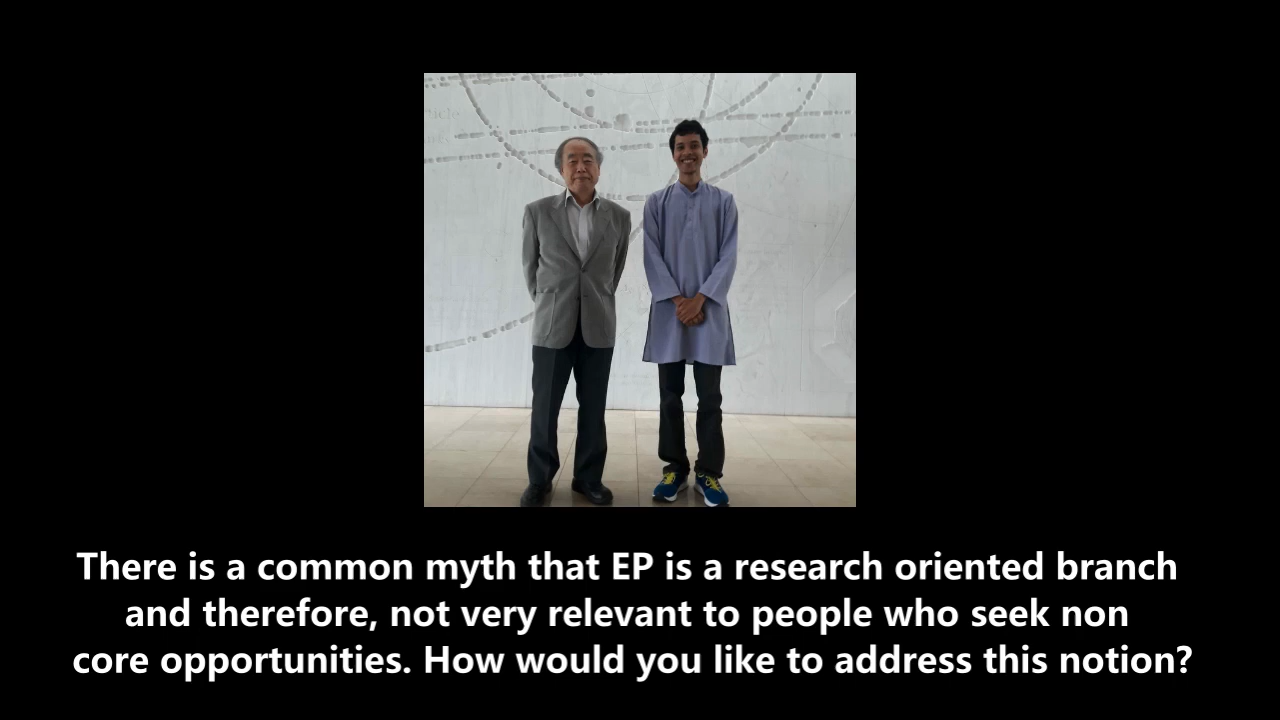 There is a common myth that EP is a research oriented branch
and therefore, not very relevant to people who seek non
core opportunities. How would you like to address this notion?